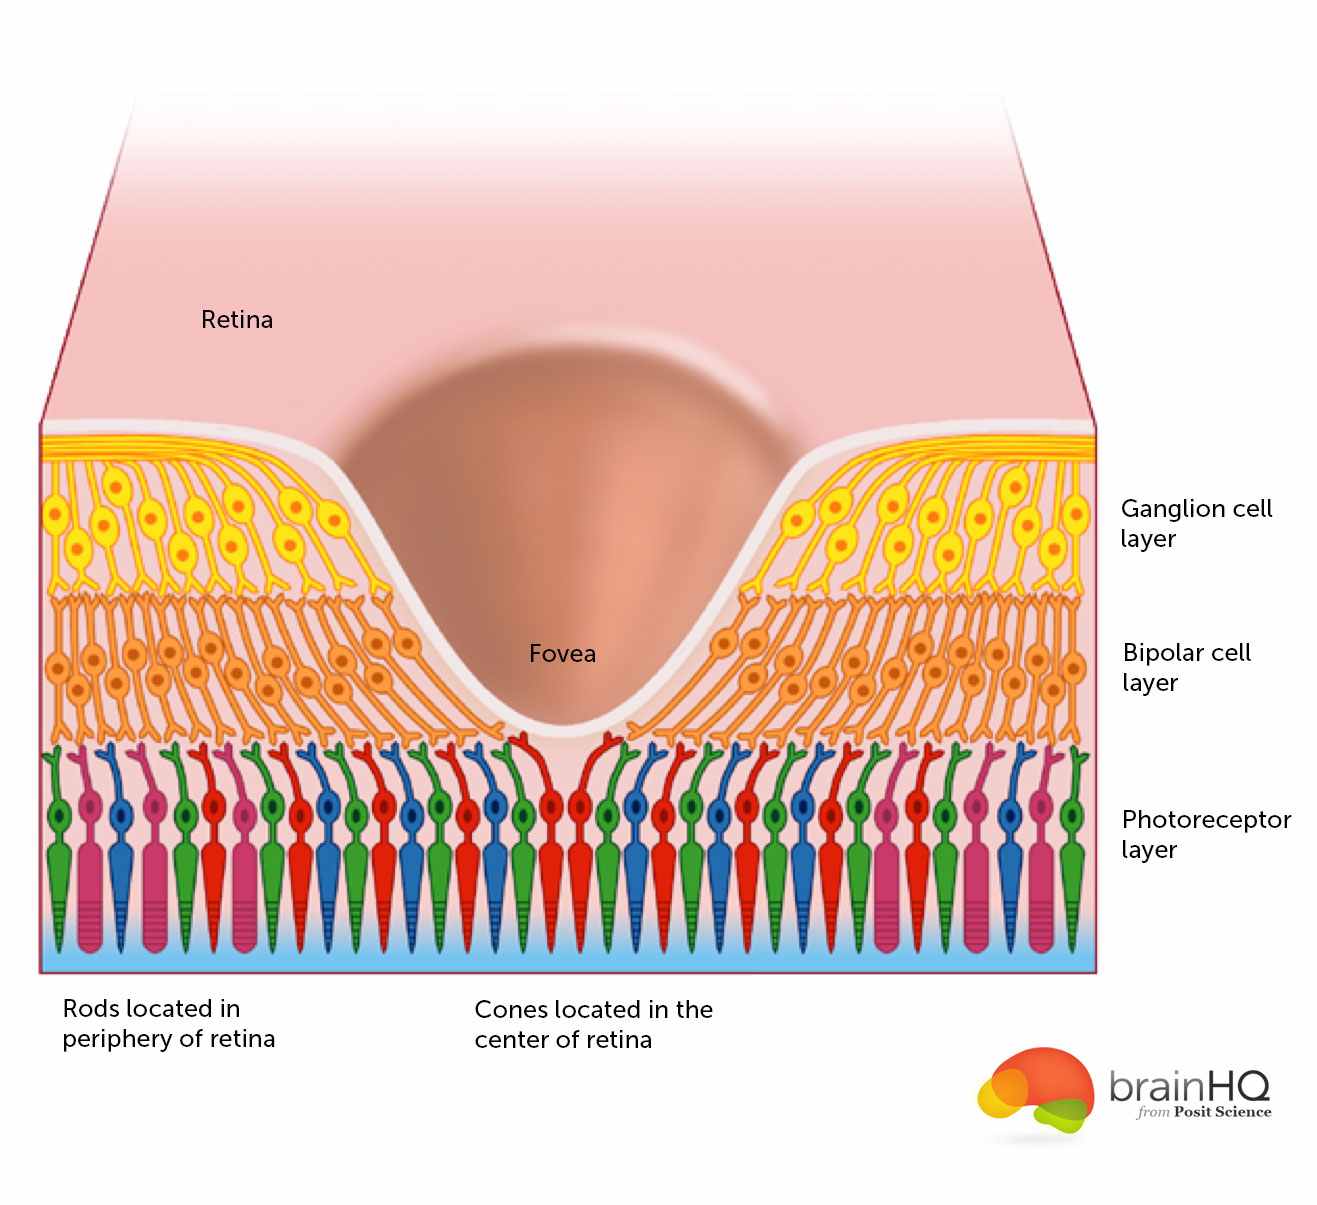 Retina
Ganglion cell
layer
Fovea
Bipolar cell
layer
Photoreceptor
layer
Rods located in
periphery of retina
Cones located in the
center of retina
brainHQ
from Posit Science